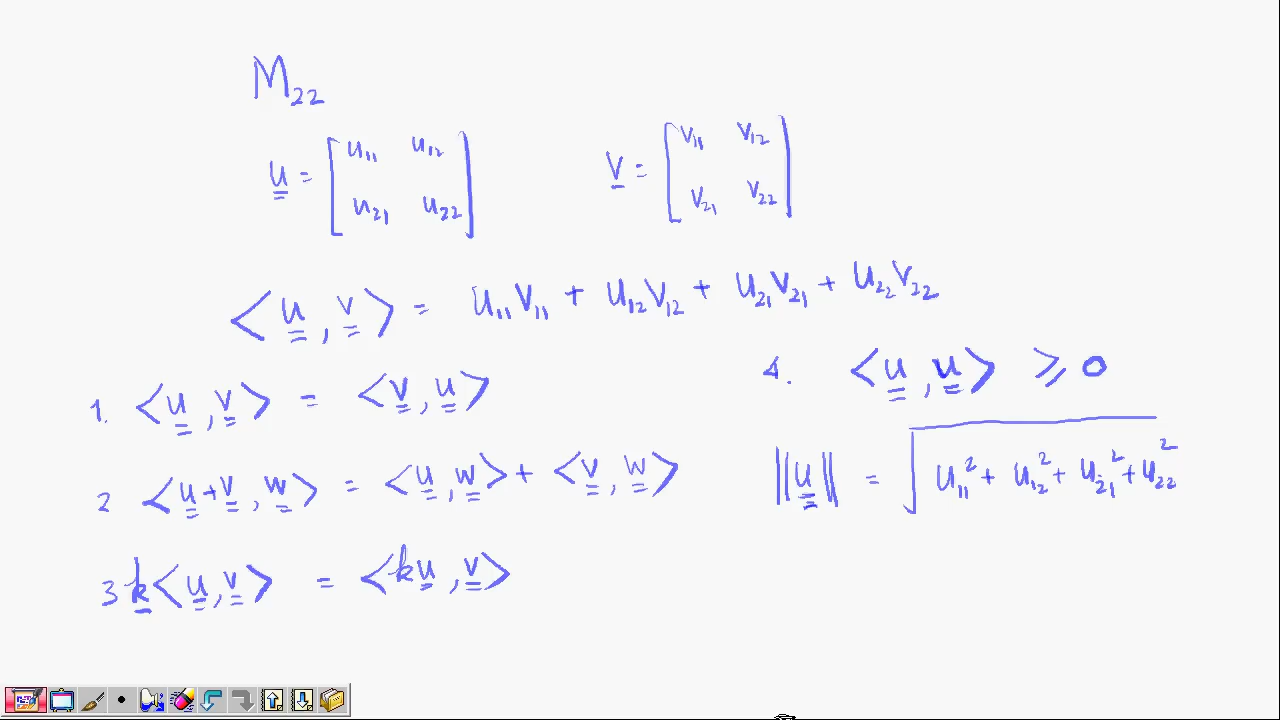 M₂₂
u = [ u₁₁ u₁₂ v = [ v₁₁ v₁₂
u₂₁ u₂₂ ] v₂₁ v₂₂ ]
< u , v > = u₁₁v₁₁ + u₁₂v₁₂ + u₂₁v₂₁ + u₂₂v₂₂
1. < u , v > = < v , u >
2 < u + v , w > = < u , w > + < v , w >
3 k < u , v > = < ku , v >
4. < u , u > ⩾ 0
||u|| = √(u₁₁² + u₁₂² + u₂₁² + u₂₂²)